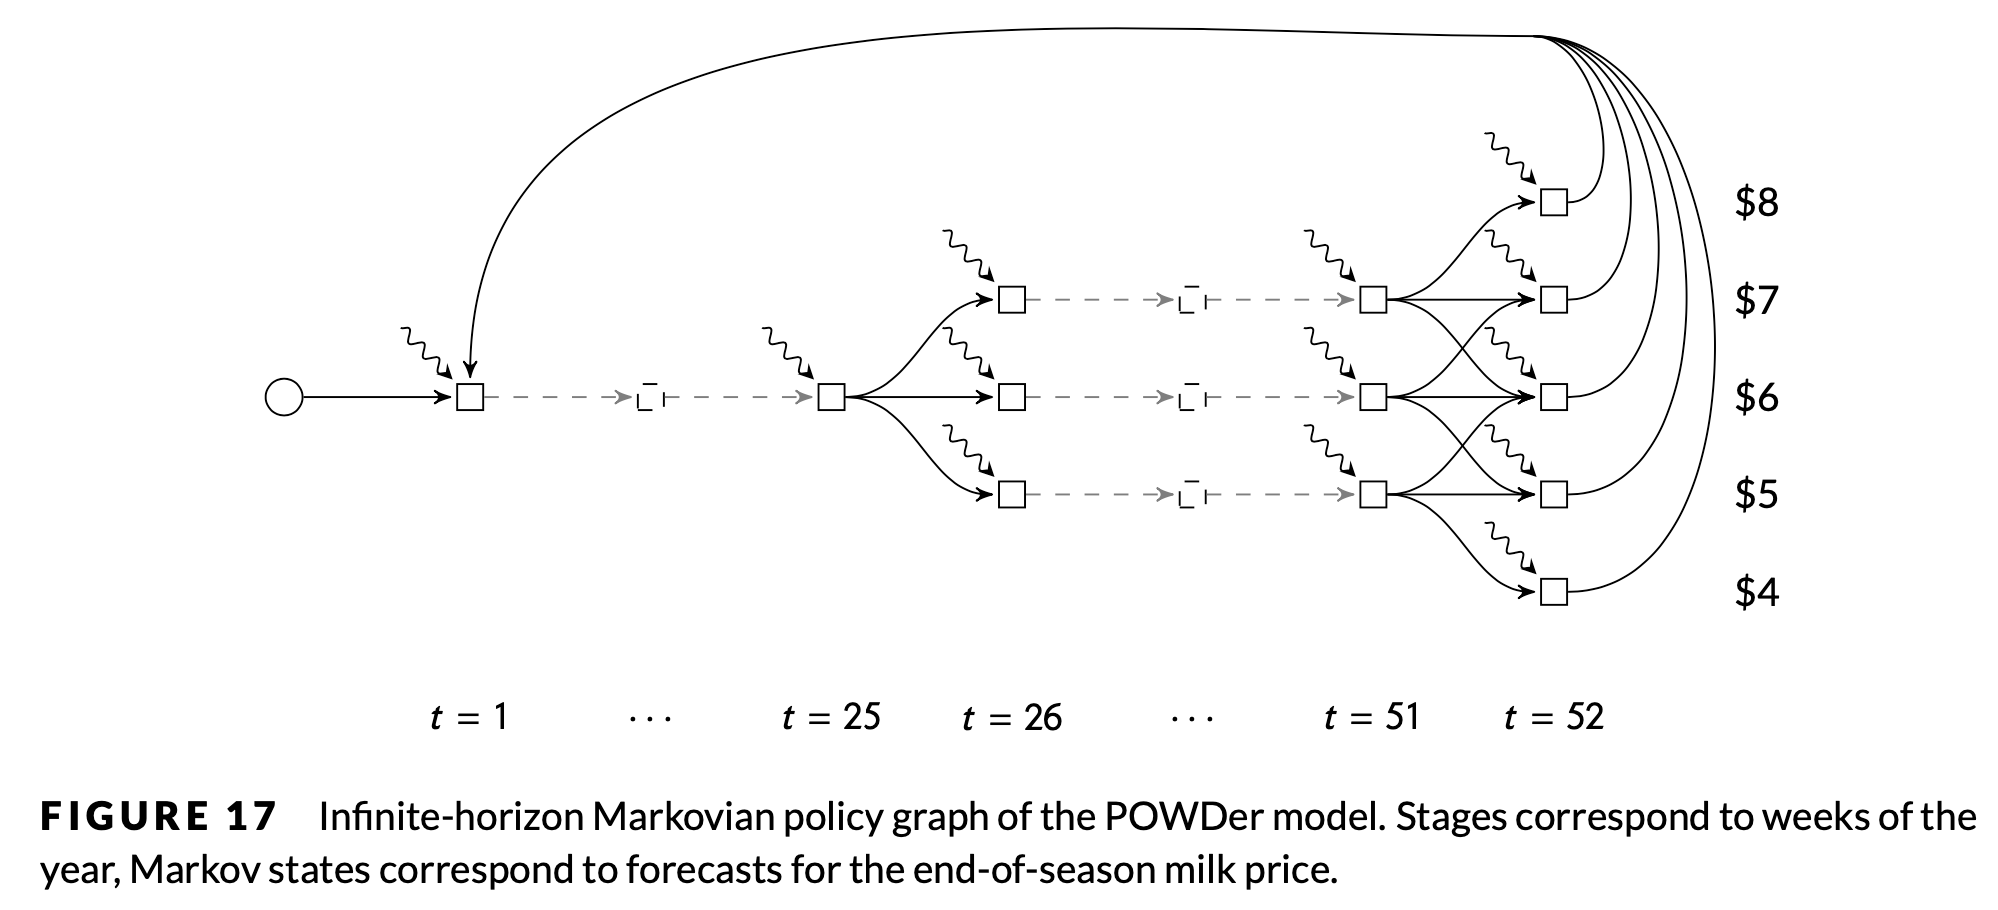 $8
$7
$6
$5
$4
t = 1 ... t = 25 t = 26 ... t = 51 t = 52
FIGURE 17 Infinite-horizon Markovian policy graph of the POWDer model. Stages correspond to weeks of the
year, Markov states correspond to forecasts for the end-of-season milk price.